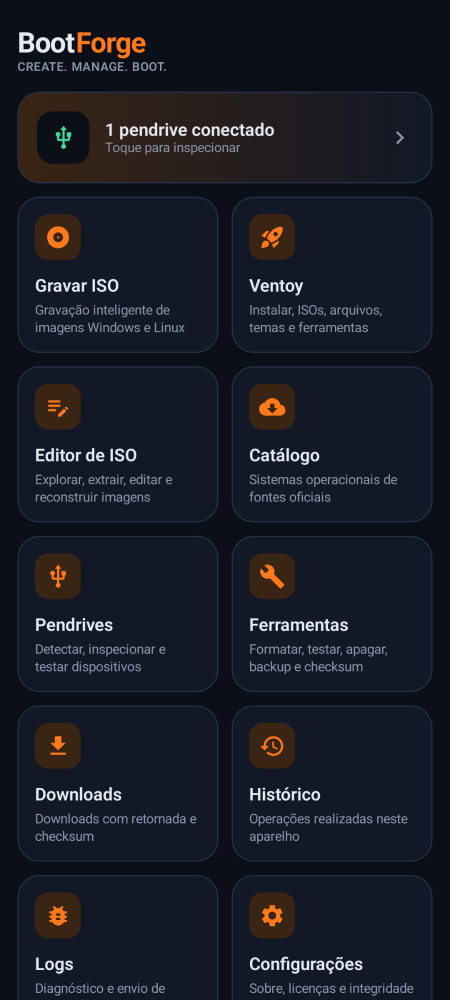 BootForge
CREATE. MANAGE. BOOT.
1 pendrive conectado
Toque para inspecionar
Gravar ISO
Gravação inteligente de
imagens Windows e Linux
Ventoy
Instalar, ISOs, arquivos,
temas e ferramentas
Editor de ISO
Explorar, extrair, editar e
reconstruir imagens
Catálogo
Sistemas operacionais de
fontes oficiais
Pendrives
Detectar, inspecionar e
testar dispositivos
Ferramentas
Formatar, testar, apagar,
backup e checksum
Downloads
Downloads com retomada e
checksum
Histórico
Operações realizadas neste
aparelho
Logs
Diagnóstico e envio de
Configurações
Sobre, licenças e integridade